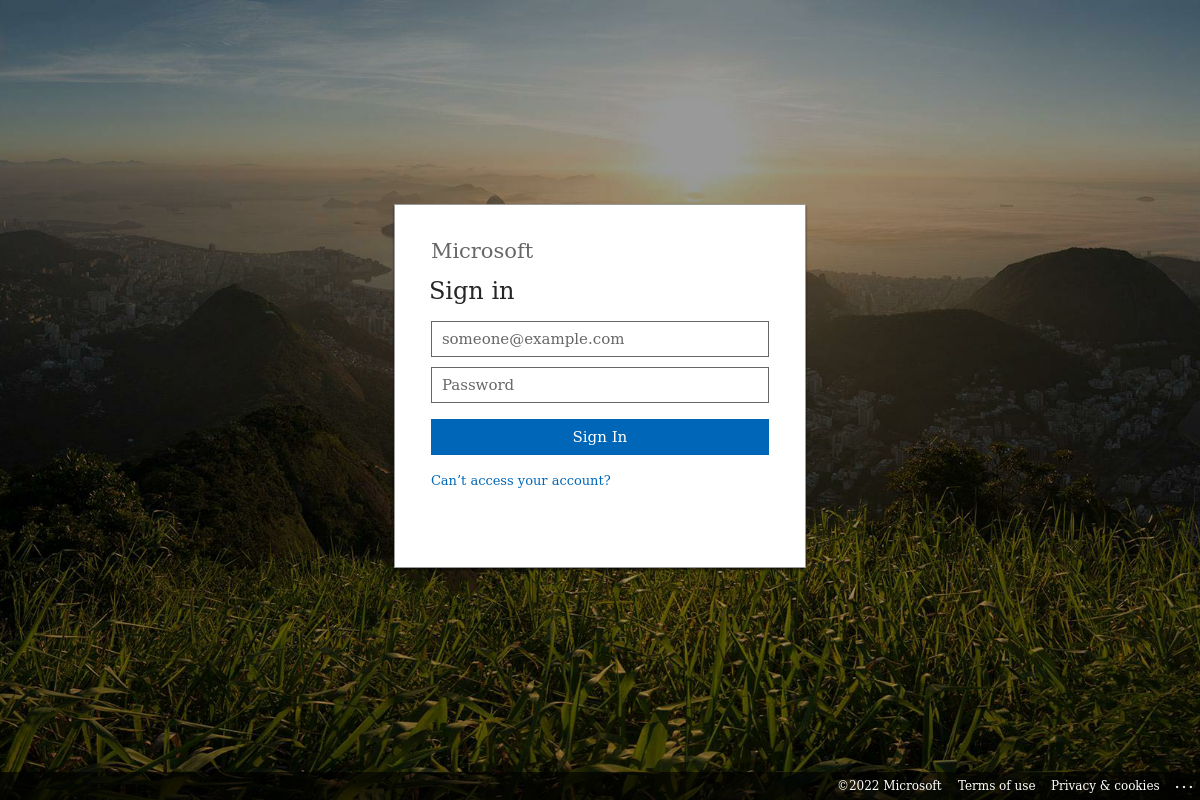 Microsoft
Sign in
someone@example.com
Password
Sign In
Can’t access your account?
©2022 Microsoft Terms of use Privacy & cookies ...